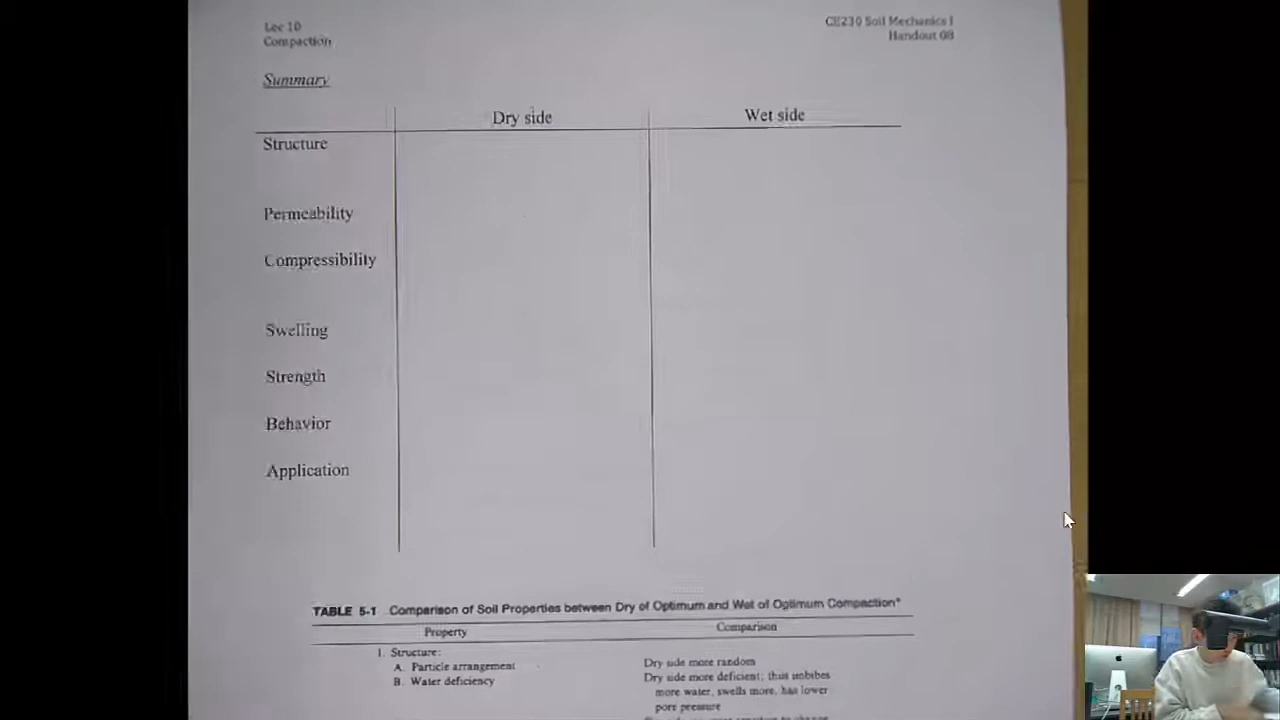 Lec 10
Compaction
CE230 Soil Mechanics I
Handout 08
Summary
Dry side Wet side
Structure
Permeability
Compressibility
Swelling
Strength
Behavior
Application
TABLE 5-1 Comparison of Soil Properties between Dry of Optimum and Wet of Optimum Compaction*
Property Comparison
1. Structure:
A. Particle arrangement Dry side more random
B. Water deficiency Dry side more deficient; thus imbibes
more water, swells more, has lower
pore pressure